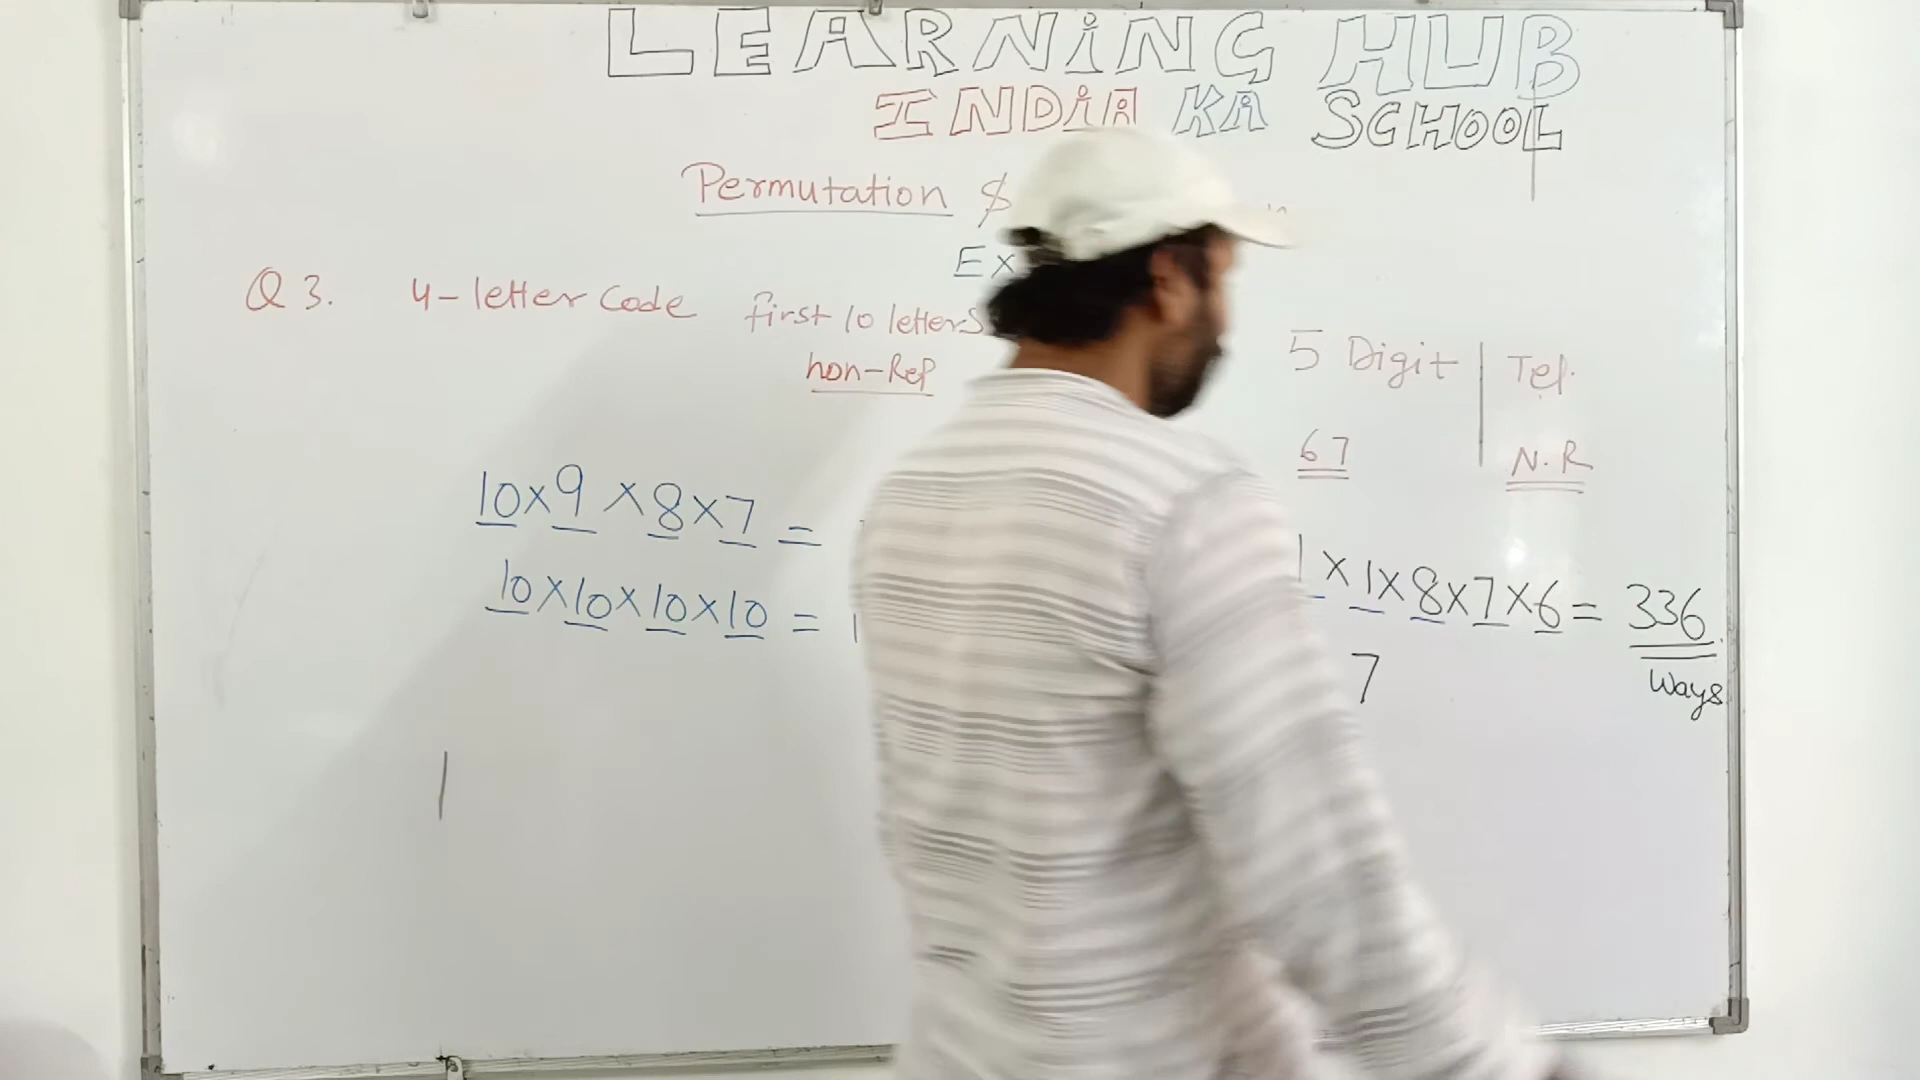 LEARNING HUB
INDIA KA SCHOOL
Permutation $
Ex
Q 3. 4-letter Code first 10 letters
non-Rep
10×9×8×7 =
10×10×10×10 =
5 Digit | Tel.
67 N.R
1×1×8×7×6 = 336
Ways
7